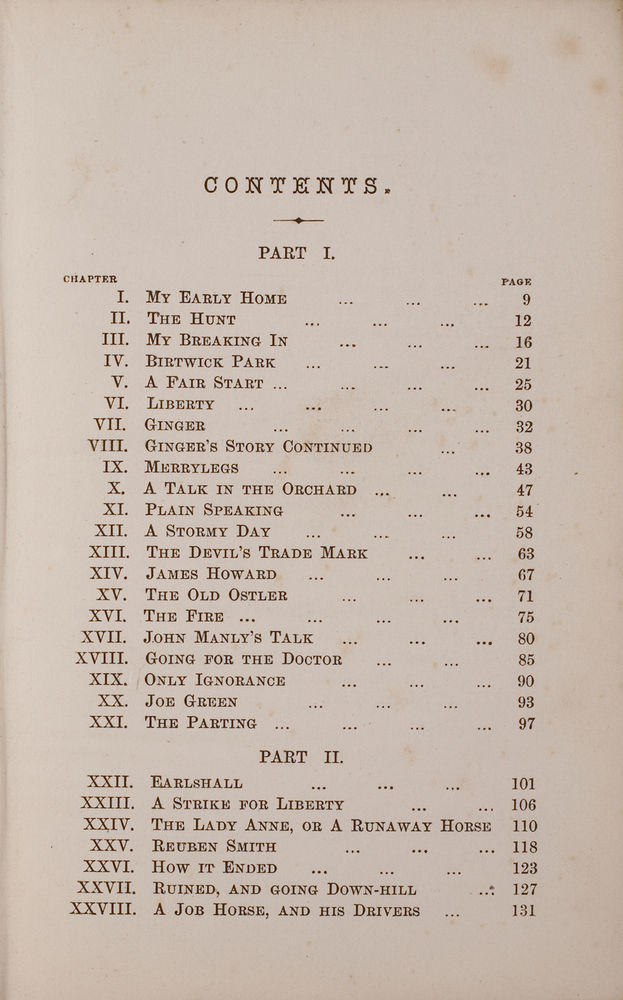 CONTENTS.
PART I.
CHAPTER PAGE
I. MY EARLY HOME ... ... ... 9
II. THE HUNT ... ... ... 12
III. MY BREAKING IN ... ... ... 16
IV. BIRTWICK PARK ... ... ... 21
V. A FAIR START ... ... ... ... 25
VI. LIBERTY ... ... ... ... 30
VII. GINGER ... ... ... ... 32
VIII. GINGER'S STORY CONTINUED ... 38
IX. MERRYLEGS ... ... ... ... 43
X. A TALK IN THE ORCHARD ... ... 47
XI. PLAIN SPEAKING ... ... ... 54
XII. A STORMY DAY ... ... ... 58
XIII. THE DEVIL'S TRADE MARK ... ... 63
XIV. JAMES HOWARD ... ... ... 67
XV. THE OLD OSTLER ... ... ... 71
XVI. THE FIRE ... ... ... ... 75
XVII. JOHN MANLY'S TALK ... ... ... 80
XVIII. GOING FOR THE DOCTOR ... ... 85
XIX. ONLY IGNORANCE ... ... ... 90
XX. JOE GREEN ... ... ... 93
XXI. THE PARTING ... ... ... ... 97
PART II.
XXII. EARLSHALL ... ... ... 101
XXIII. A STRIKE FOR LIBERTY ... ... 106
XXIV. THE LADY ANNE, OR A RUNAWAY HORSE 110
XXV. REUBEN SMITH ... ... ... 118
XXVI. HOW IT ENDED ... ... ... 123
XXVII. RUINED, AND GOING DOWN-HILL ... 127
XXVIII. A JOB HORSE, AND HIS DRIVERS ... 131